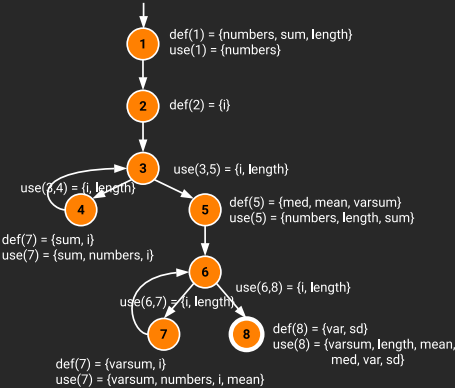 1
def(1) = {numbers, sum, length}
use(1) = {numbers}
2
def(2) = {i}
3
use(3,5) = {i, length}
use(3,4) = {i, length}
4
5
def(5) = {med, mean, varsum}
use(5) = {numbers, length, sum}
def(7) = {sum, i}
use(7) = {sum, numbers, i}
6
use(6,8) = {i, length}
use(6,7) = {i, length}
7
8
def(8) = {var, sd}
use(8) = {varsum, length, mean,
med, var, sd}
def(7) = {varsum, i}
use(7) = {varsum, numbers, i, mean}